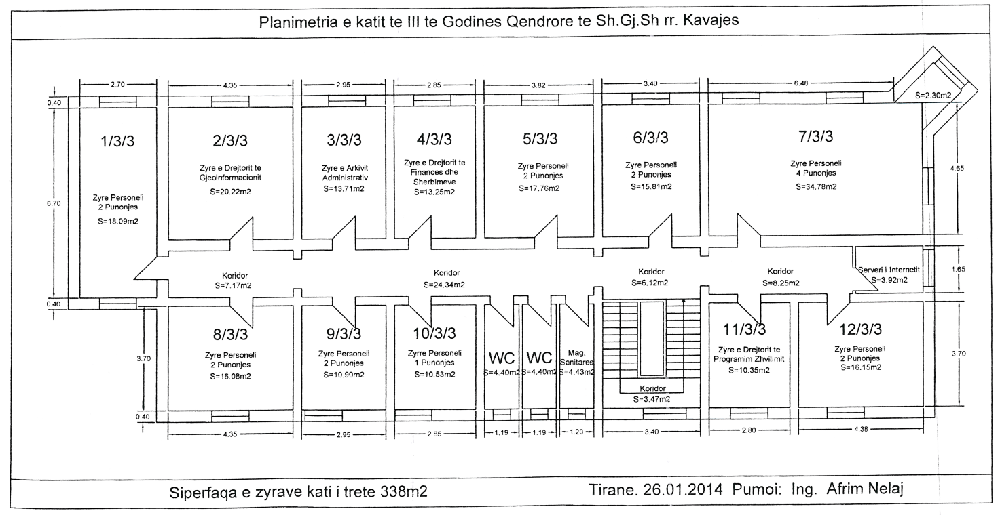 Planimetria e katit te III te Godines Qendrore te Sh.Gj.Sh rr. Kavajes
2.70
4.35
2.95
2.85
3.82
3.40
6.48
0.40
S=2.30m2
1/3/3
Zyre Personeli
2 Punonjes
S=18.09m2
2/3/3
Zyre e Drejtorit te
Gjeoinformacionit
S=20.22m2
3/3/3
Zyre e Arkivit
Administrativ
S=13.71m2
4/3/3
Zyre e Drejtorit te
Finances dhe
Sherbimeve
S=13.25m2
5/3/3
Zyre Personeli
2 Punonjes
S=17.76m2
6/3/3
Zyre Personeli
2 Punonjes
S=15.81m2
7/3/3
Zyre Personeli
4 Punonjes
S=34.78m2
4.65
6.70
Koridor
S=7.17m2
Koridor
S=24.34m2
Koridor
S=6.12m2
Koridor
S=8.25m2
Serveri i Internetit
S=3.92m2
1.65
0.40
8/3/3
Zyre Personeli
2 Punonjes
S=16.08m2
9/3/3
Zyre Personeli
2 Punonjes
S=10.90m2
10/3/3
Zyrre Personeli
1 Punonjes
S=10.53m2
WC
S=4.40m2
WC
S=4.40m2
Mag.
Sanitares
S=4.43m2
Koridor
S=3.47m2
11/3/3
Zyre e Drejtorit te
Programim Zhvilimit
S=10.35m2
12/3/3
Zyre Personeli
2 Punonjes
S=16.15m2
3.70
3.70
0.40
4.35
2.95
2.85
1.19
1.19
1.20
3.40
2.80
4.38
Siperfaqa e zyrave kati i trete 338m2
Tirane. 26.01.2014 Pumoi: Ing. Afrim Nelaj